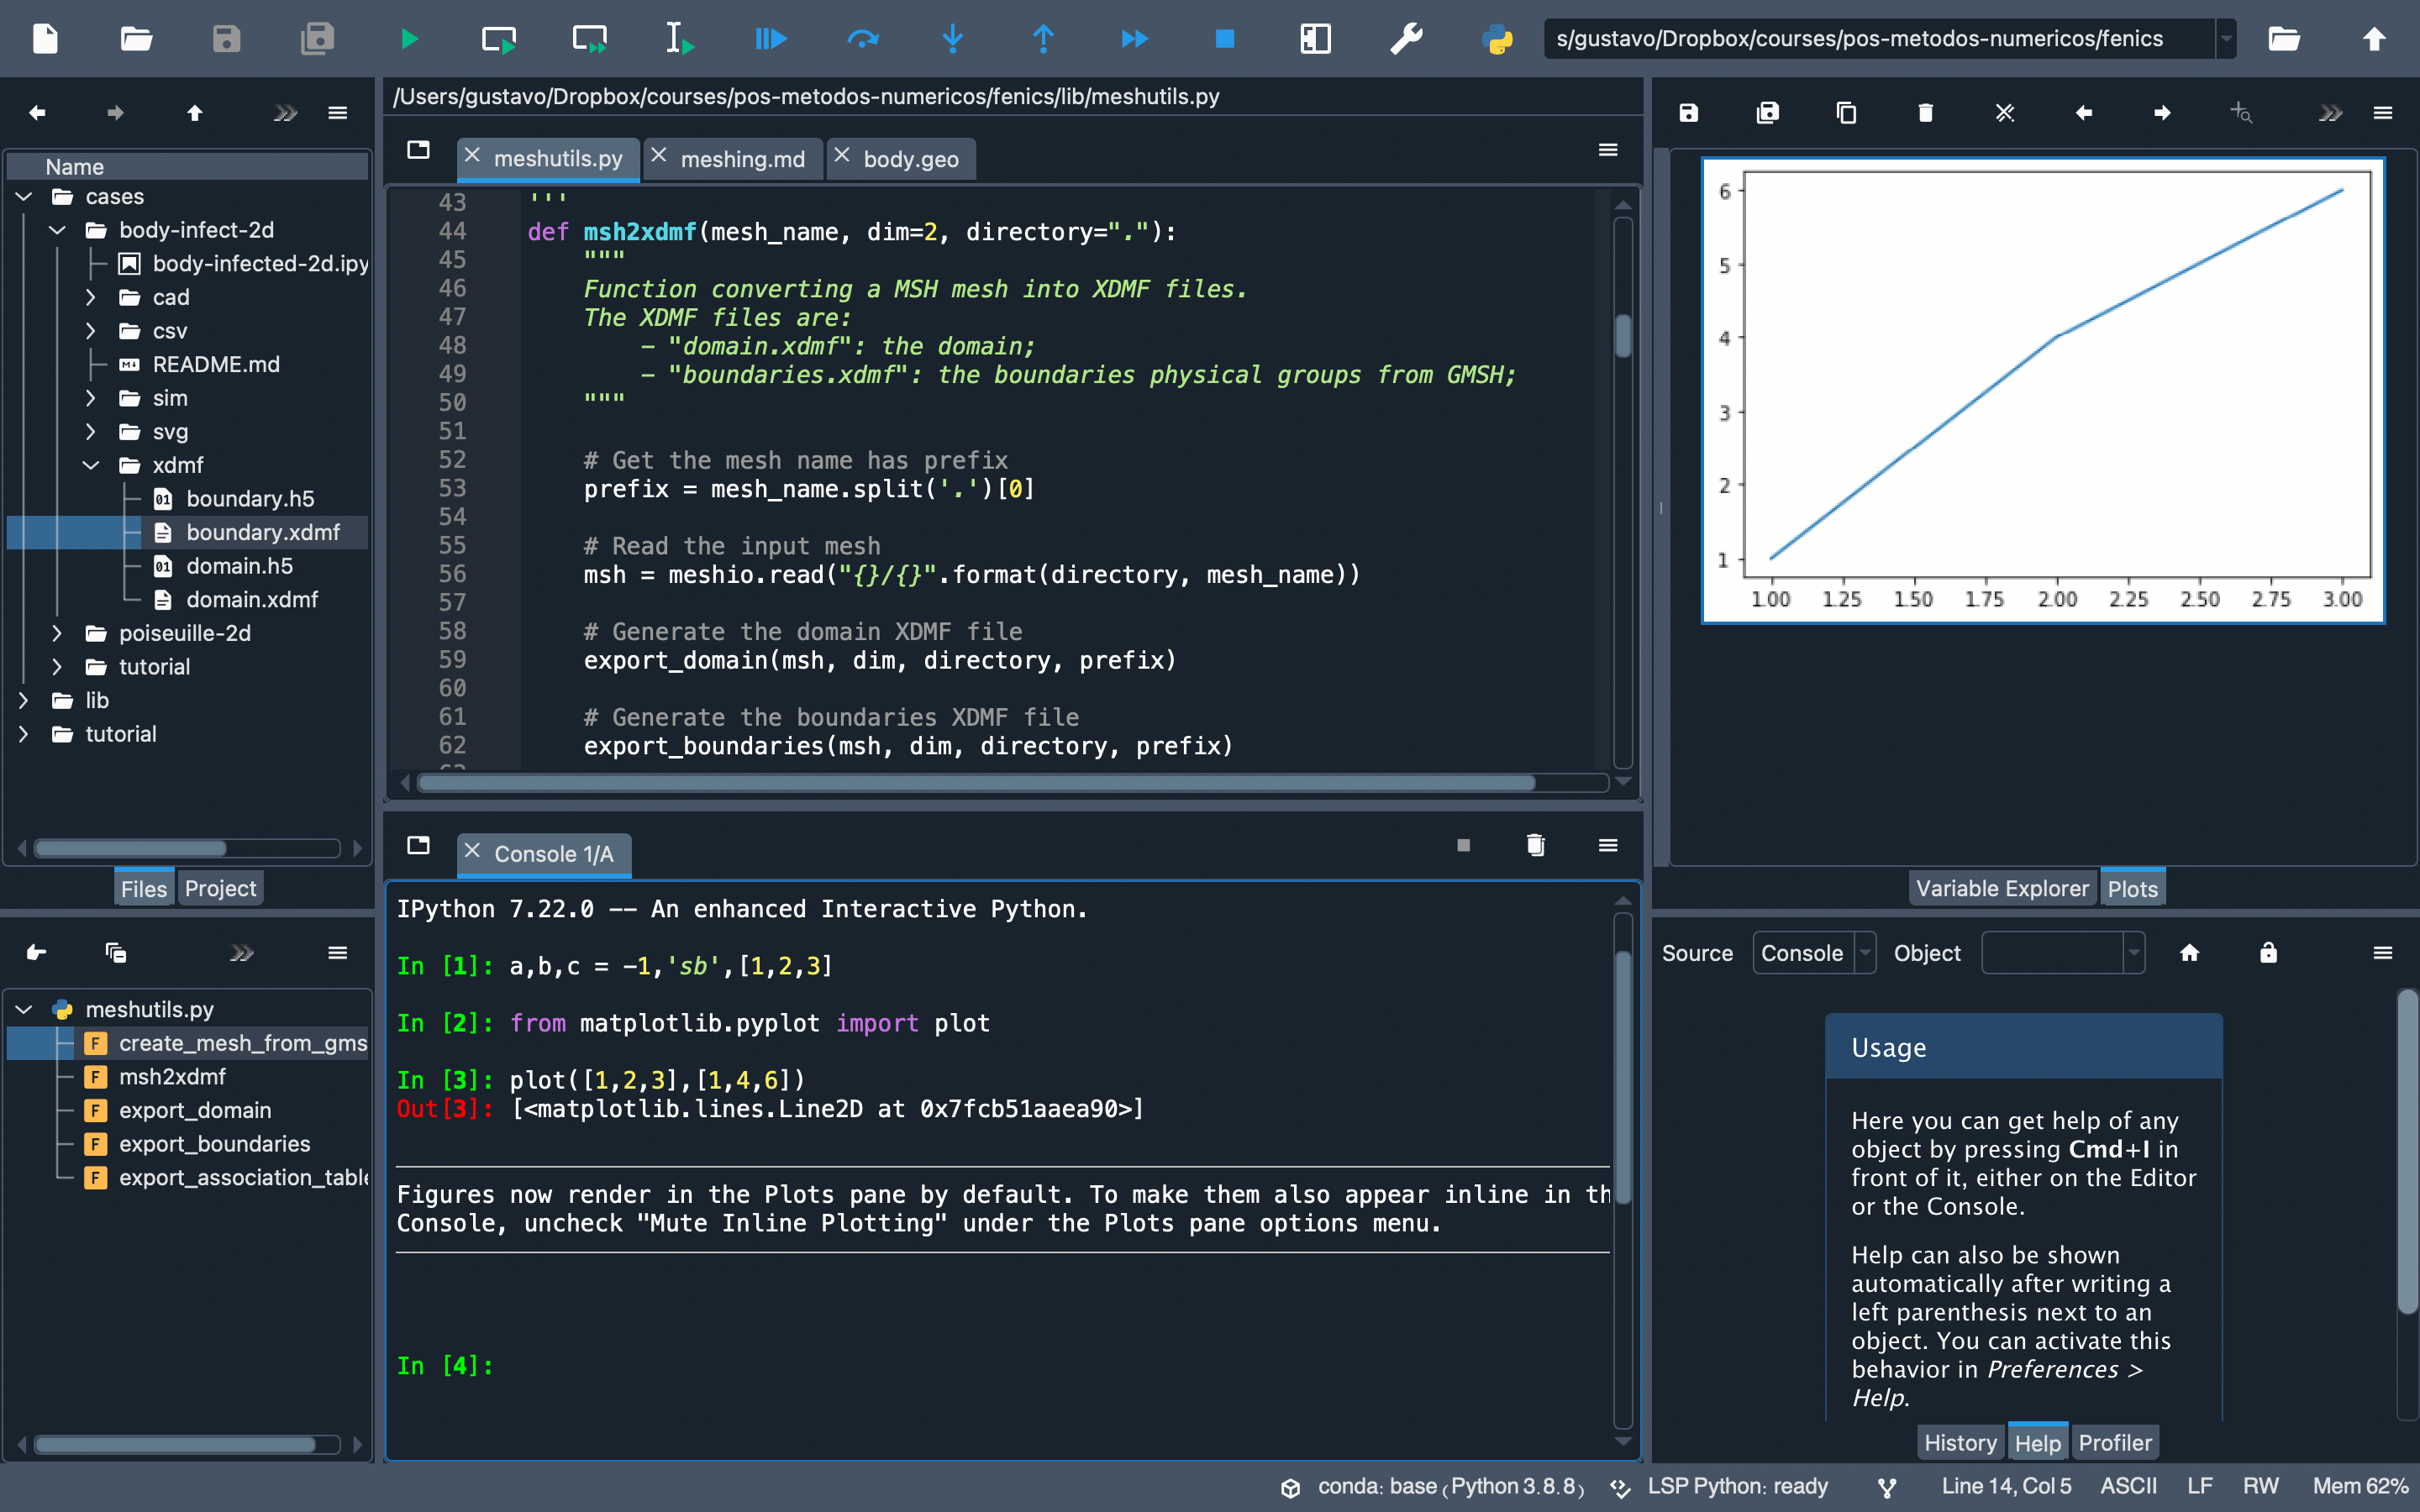 s/gustavo/Dropbox/courses/pos-metodos-numericos/fenics
Name
cases
body-infect-2d
body-infected-2d.ipy
cad
csv
README.md
sim
svg
xdmf
boundary.h5
boundary.xdmf
domain.h5
domain.xdmf
poiseuille-2d
tutorial
lib
tutorial
Files Project
meshutils.py
create_mesh_from_gms
msh2xdmf
export_domain
export_boundaries
export_association_table
/Users/gustavo/Dropbox/courses/pos-metodos-numericos/fenics/lib/meshutils.py
meshutils.py meshing.md body.geo
43 '''
44 def msh2xdmf(mesh_name, dim=2, directory="."):
45 """
46 Function converting a MSH mesh into XDMF files.
47 The XDMF files are:
48 - "domain.xdmf": the domain;
49 - "boundaries.xdmf": the boundaries physical groups from GMSH;
50 """
51
52 # Get the mesh name has prefix
53 prefix = mesh_name.split('.')[0]
54
55 # Read the input mesh
56 msh = meshio.read("{}/{}".format(directory, mesh_name))
57
58 # Generate the domain XDMF file
59 export_domain(msh, dim, directory, prefix)
60
61 # Generate the boundaries XDMF file
62 export_boundaries(msh, dim, directory, prefix)
Console 1/A
IPython 7.22.0 -- An enhanced Interactive Python.
In [1]: a,b,c = -1,'sb',[1,2,3]
In [2]: from matplotlib.pyplot import plot
In [3]: plot([1,2,3],[1,4,6])
Out[3]: [<matplotlib.lines.Line2D at 0x7fcb51aaea90>]
Figures now render in the Plots pane by default. To make them also appear inline in th
Console, uncheck "Mute Inline Plotting" under the Plots pane options menu.
In [4]:
6
5
4
3
2
1
1.00 1.25 1.50 1.75 2.00 2.25 2.50 2.75 3.00
Variable Explorer Plots
Source Console Object
Usage
Here you can get help of any
object by pressing Cmd+I in
front of it, either on the Editor
or the Console.
Help can also be shown
automatically after writing a
left parenthesis next to an
object. You can activate this
behavior in Preferences >
Help.
History Help Profiler
conda: base (Python 3.8.8) LSP Python: ready Line 14, Col 5 ASCII LF RW Mem 62%